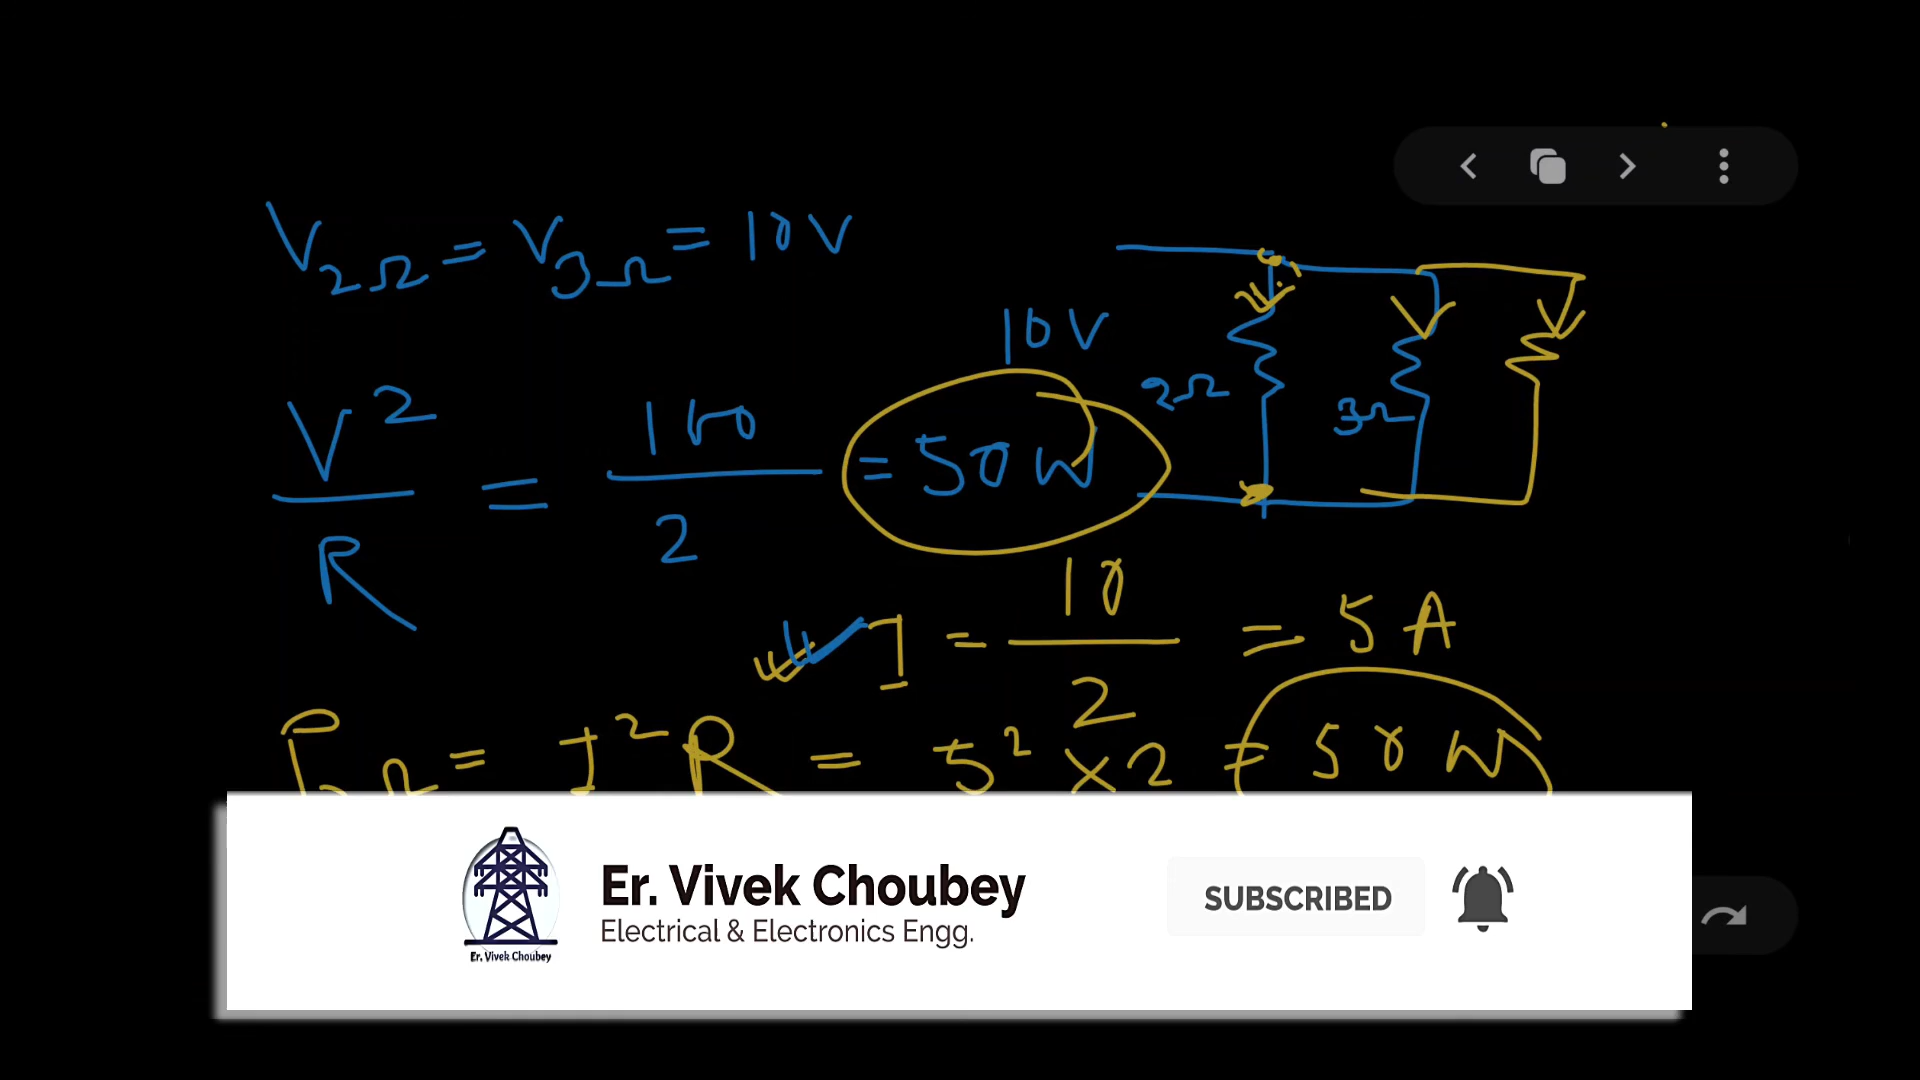 V2Ω = V3Ω = 10V
10V
2Ω
3Ω
V²/R = 100/2 = 50W
I = 10/2 = 5A
Ω = I²R = 5² × 2 = 50W
Er. Vivek Choubey
Electrical & Electronics Engg.
SUBSCRIBED
Er. Vivek Choubey